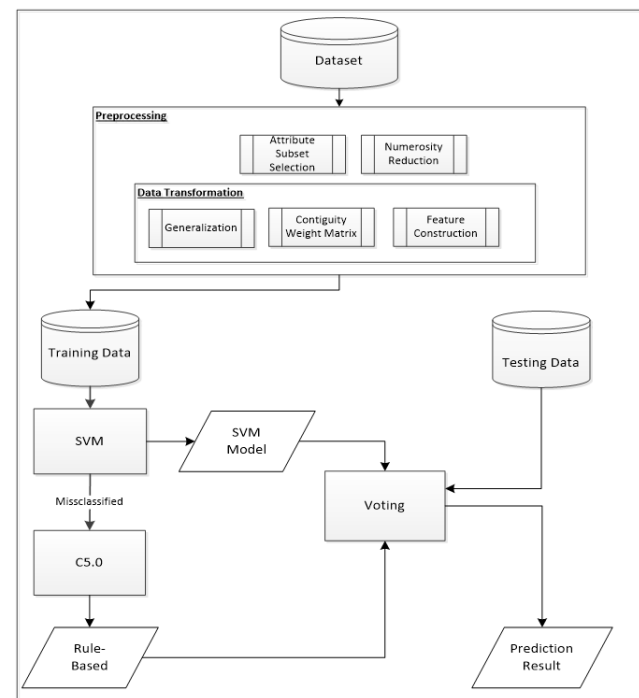 Dataset
Preprocessing
Attribute
Subset
Selection
Numerosity
Reduction
Data Transformation
Generalization
Contiguity
Weight Matrix
Feature
Construction
Training Data
Testing Data
SVM
SVM
Model
Missclassified
Voting
C5.0
Rule-
Based
Prediction
Result